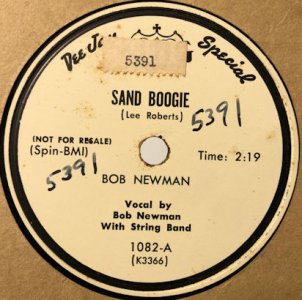 Dee Jay Special
5391
SAND BOOGIE
(Lee Roberts)
5391
(NOT FOR RESALE)
(Spin-BMI)
Time: 2:19
5391
BOB NEWMAN
Vocal by
Bob Newman
With String Band
1082-A
(K3366)